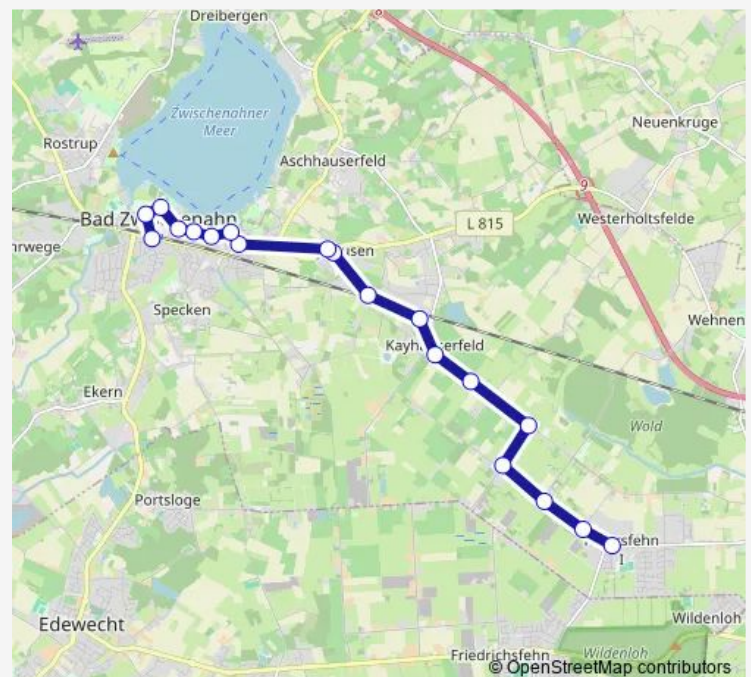 Dreibergen
8
Zwischenahner
Meer
Rostrup
Neuenkruge
Aschhauserfeld
9
L 815
Westerholtsfelde
Specken
Wehnen
Ekern
Wold
Portsloge
I
Edewecht
Wildenloh
Friedrichsfehn
Wildenloh
© OpenStreetMap contributors